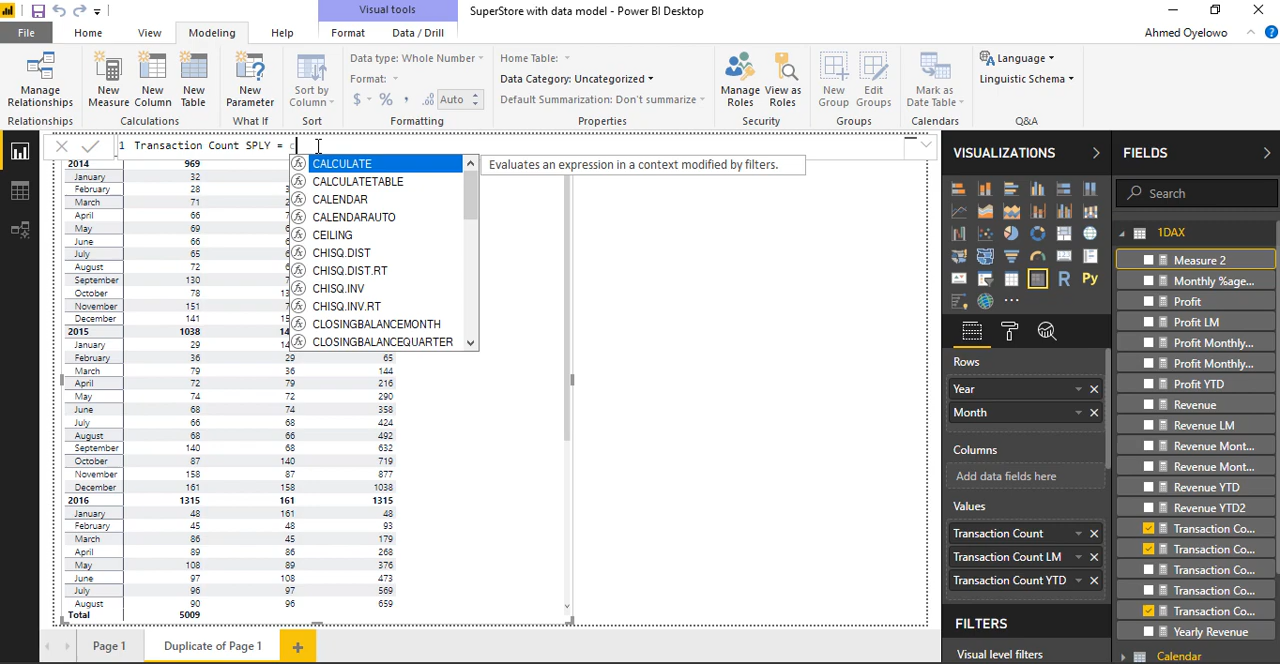 Visual tools
SuperStore with data model - Power BI Desktop
File
Home
View
Modeling
Help
Format
Data / Drill
Ahmed Oyelowo
Manage Relationships
New Measure
New Column
New Table
New Parameter
Sort by Column
Data type: Whole Number
Format:
$ % , .00 Auto
Home Table:
Data Category: Uncategorized
Default Summarization: Don't summarize
Manage Roles
View as Roles
New Group
Edit Groups
Mark as Date Table
Language
Linguistic Schema
Relationships
Calculations
What If
Sort
Formatting
Properties
Security
Groups
Calendars
Q&A
1 Transaction Count SPLY = c
CALCULATE
CALCULATETABLE
CALENDAR
CALENDARAUTO
CEILING
CHISQ.DIST
CHISQ.DIST.RT
CHISQ.INV
CHISQ.INV.RT
CLOSINGBALANCEMONTH
CLOSINGBALANCEQUARTER
Evaluates an expression in a context modified by filters.
2014 969
January 32
February 28 3
March 71 2
April 66 7
May 69 6
June 66 6
July 65 6
August 72 6
September 130 7
October 78 13
November 151 7
December 141 15
2015 1038 14
January 29 14
February 36 29 65
March 79 36 144
April 72 79 216
May 74 72 290
June 68 74 358
July 66 68 424
August 68 66 492
September 140 68 632
October 87 140 719
November 158 87 877
December 161 158 1038
2016 1315 161 1315
January 48 161 48
February 45 48 93
March 86 45 179
April 89 86 268
May 108 89 376
June 97 108 473
July 96 97 569
August 90 96 659
Total 5009
Page 1
Duplicate of Page 1
VISUALIZATIONS
R
Py
Rows
Year
Month
Columns
Add data fields here
Values
Transaction Count
Transaction Count LM
Transaction Count YTD
FILTERS
Visual level filters
FIELDS
Search
1DAX
Measure 2
Monthly %age...
Profit
Profit LM
Profit Monthly...
Profit Monthly...
Profit YTD
Revenue
Revenue LM
Revenue Mont...
Revenue Mont...
Revenue YTD
Revenue YTD2
Transaction Co...
Transaction Co...
Transaction Co...
Transaction Co...
Transaction Co...
Yearly Revenue
Calendar